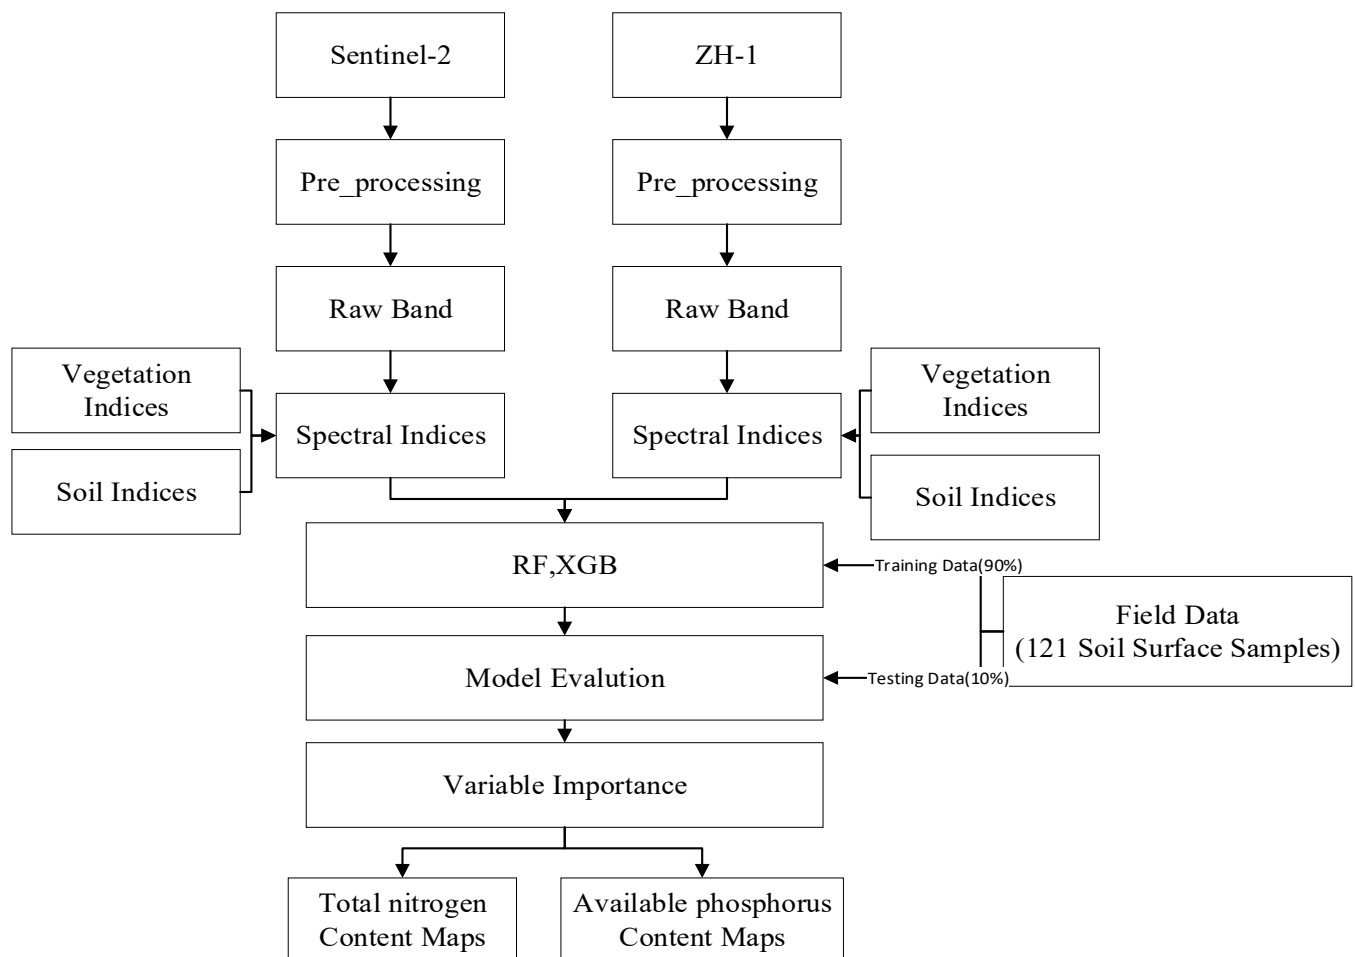 Sentinel-2
ZH-1
Pre_processing
Pre_processing
Raw Band
Raw Band
Vegetation
Indices
Vegetation
Indices
Spectral Indices
Spectral Indices
Soil Indices
Soil Indices
RF,XGB
Training Data(90%)
Field Data
(121 Soil Surface Samples)
Model Evalution
Testing Data(10%)
Variable Importance
Total nitrogen
Content Maps
Available phosphorus
Content Maps